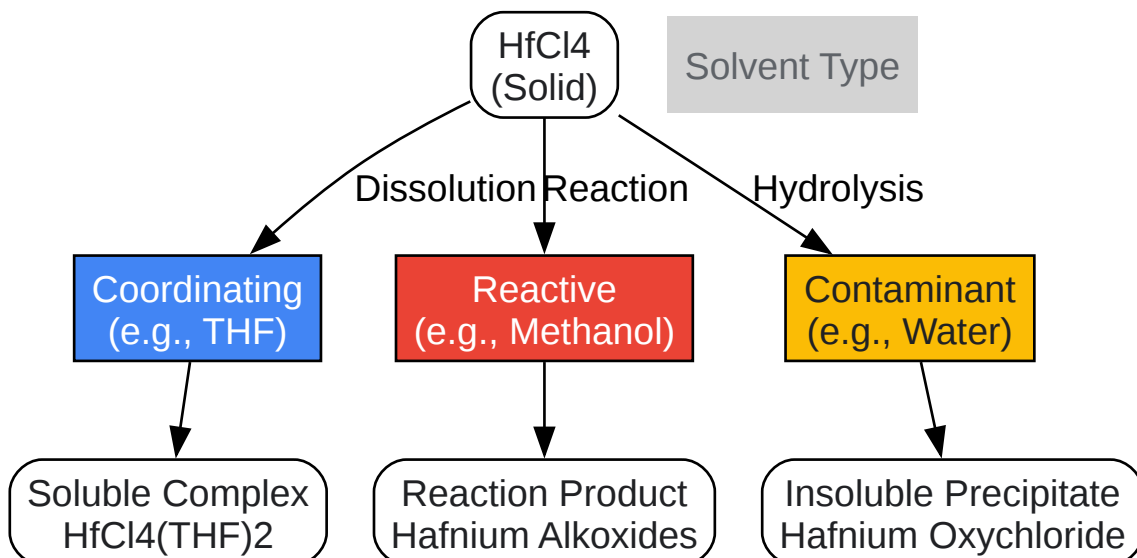 HfCl4
(Solid)
Solvent Type
Dissolution
Reaction
Hydrolysis
Coordinating
(e.g., THF)
Reactive
(e.g., Methanol)
Contaminant
(e.g., Water)
Soluble Complex
HfCl4(THF)2
Reaction Product
Hafnium Alkoxides
Insoluble Precipitate
Hafnium Oxychloride